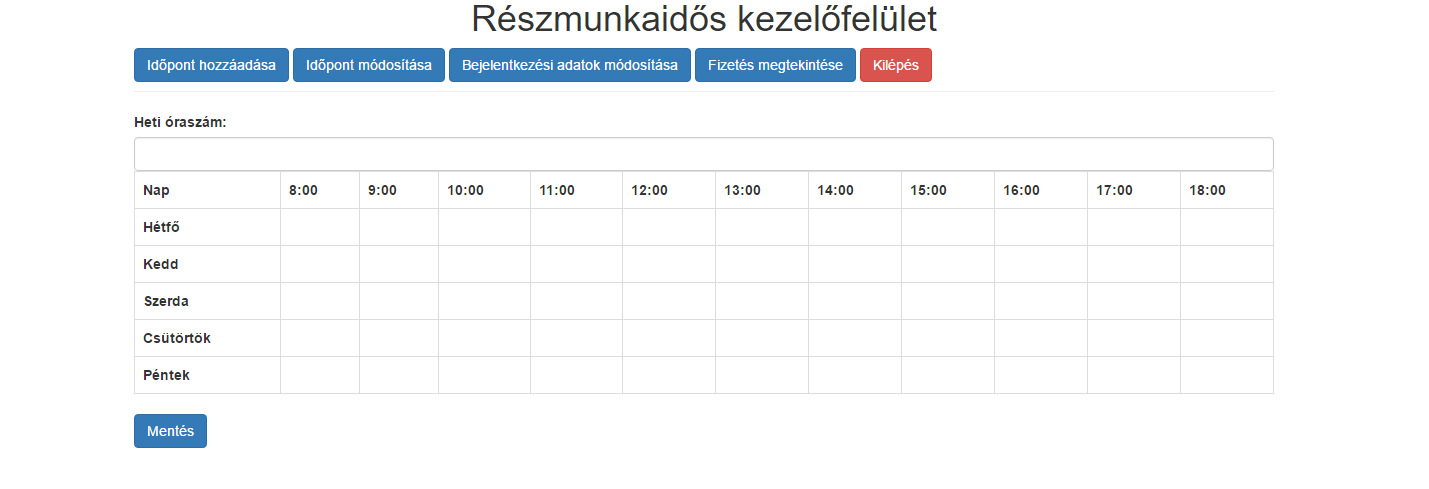 Részmunkaidős kezelőfelület
Időpont hozzáadása Időpont módosítása Bejelentkezési adatok módosítása Fizetés megtekintése Kilépés
Heti óraszám:
Nap 8:00 9:00 10:00 11:00 12:00 13:00 14:00 15:00 16:00 17:00 18:00
Hétfő
Kedd
Szerda
Csütörtök
Péntek
Mentés